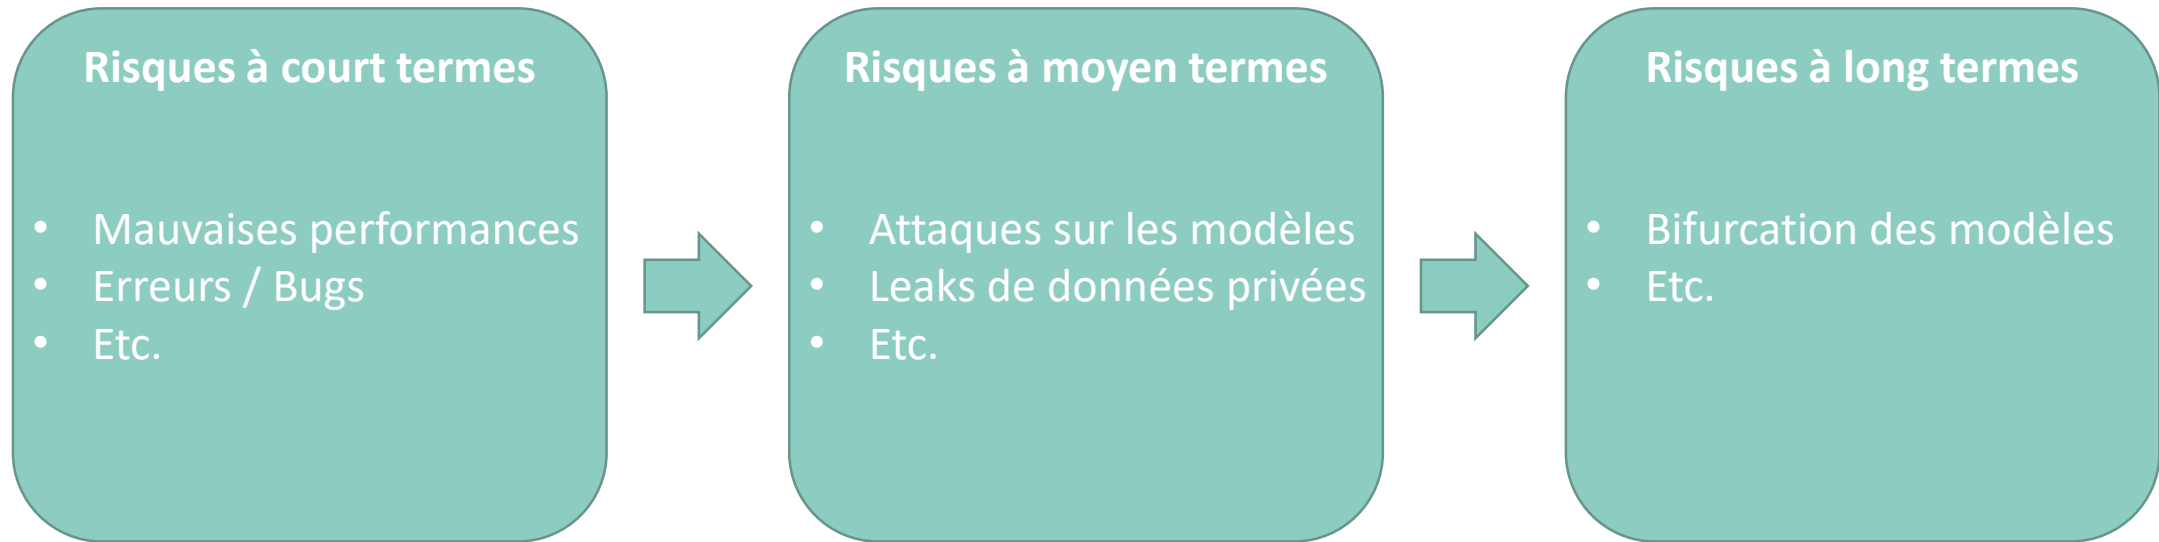 Risques à court termes
• Mauvaises performances
• Erreurs / Bugs
• Etc.
Risques à moyen termes
• Attaques sur les modèles
• Leaks de données privées
• Etc.
Risques à long termes
• Bifurcation des modèles
• Etc.